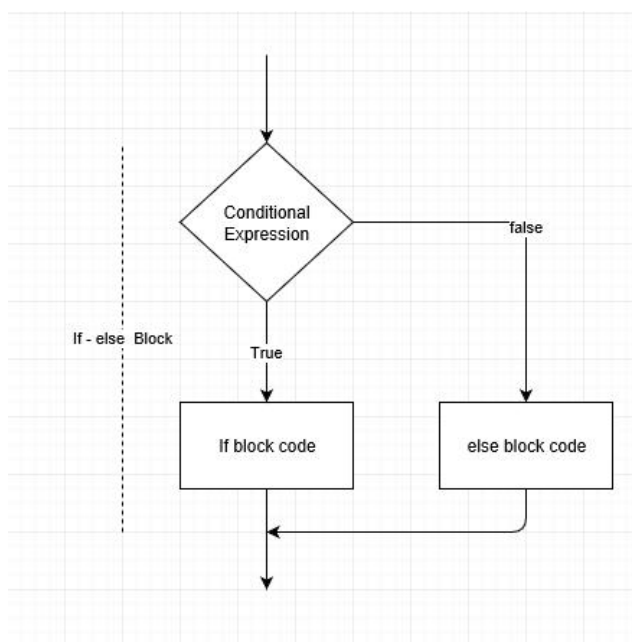 Conditional
Expression
false
If - else Block
True
If block code
else block code